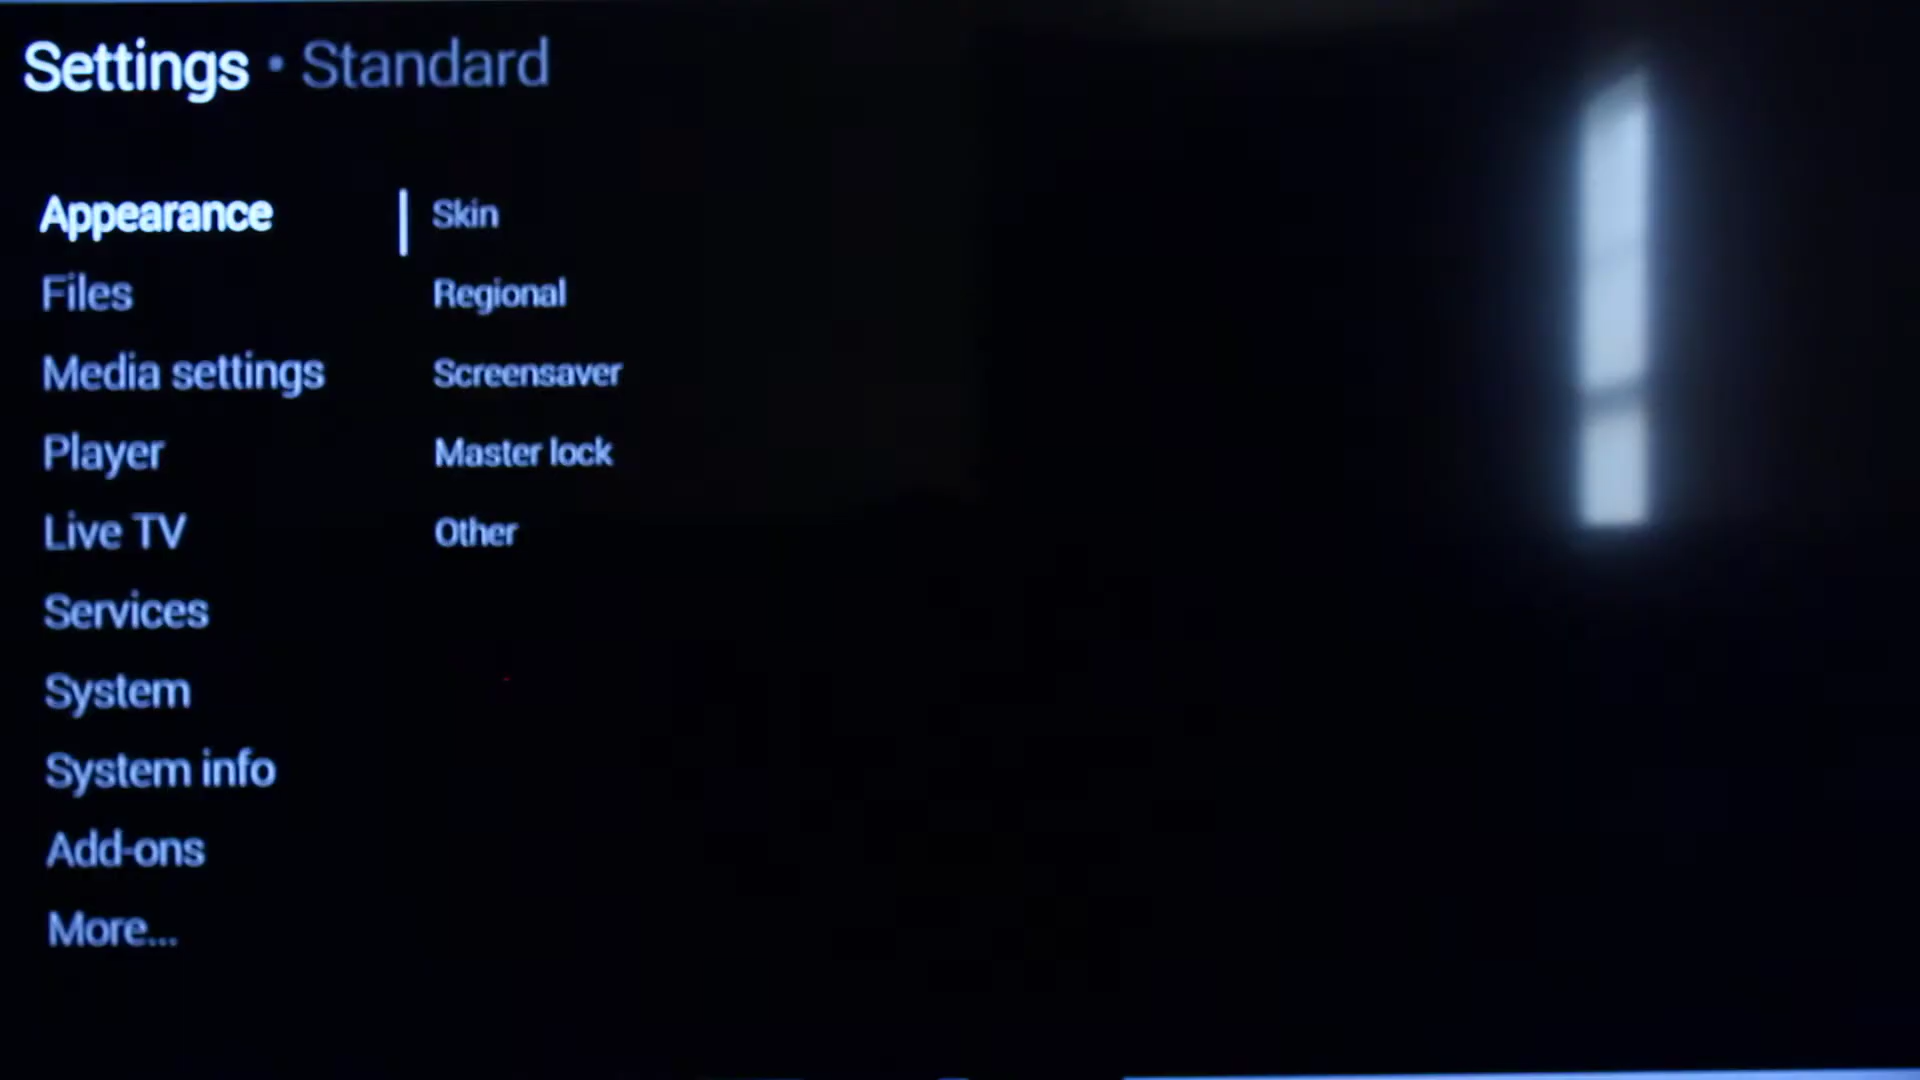 Settings • Standard
Appearance
Files
Media settings
Player
Live TV
Services
System
System info
Add-ons
More...
Skin
Regional
Screensaver
Master lock
Other